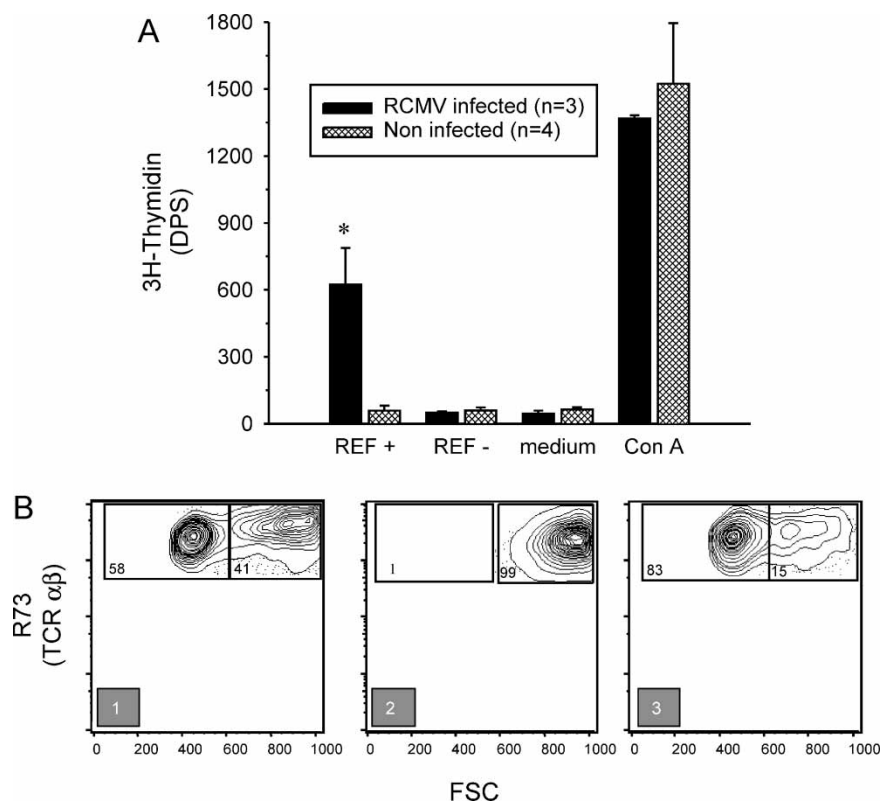 A
1800
1500
1200
900
600
300
0
3H-Thymidin
(DPS)
RCMV infected (n=3)
Non infected (n=4)
*
REF + REF - medium Con A
B
R73
(TCR αβ)
58 41
1
0 200 400 600 800 1000
1 99
2
0 200 400 600 800 1000
83 15
3
0 200 400 600 800 1000
FSC